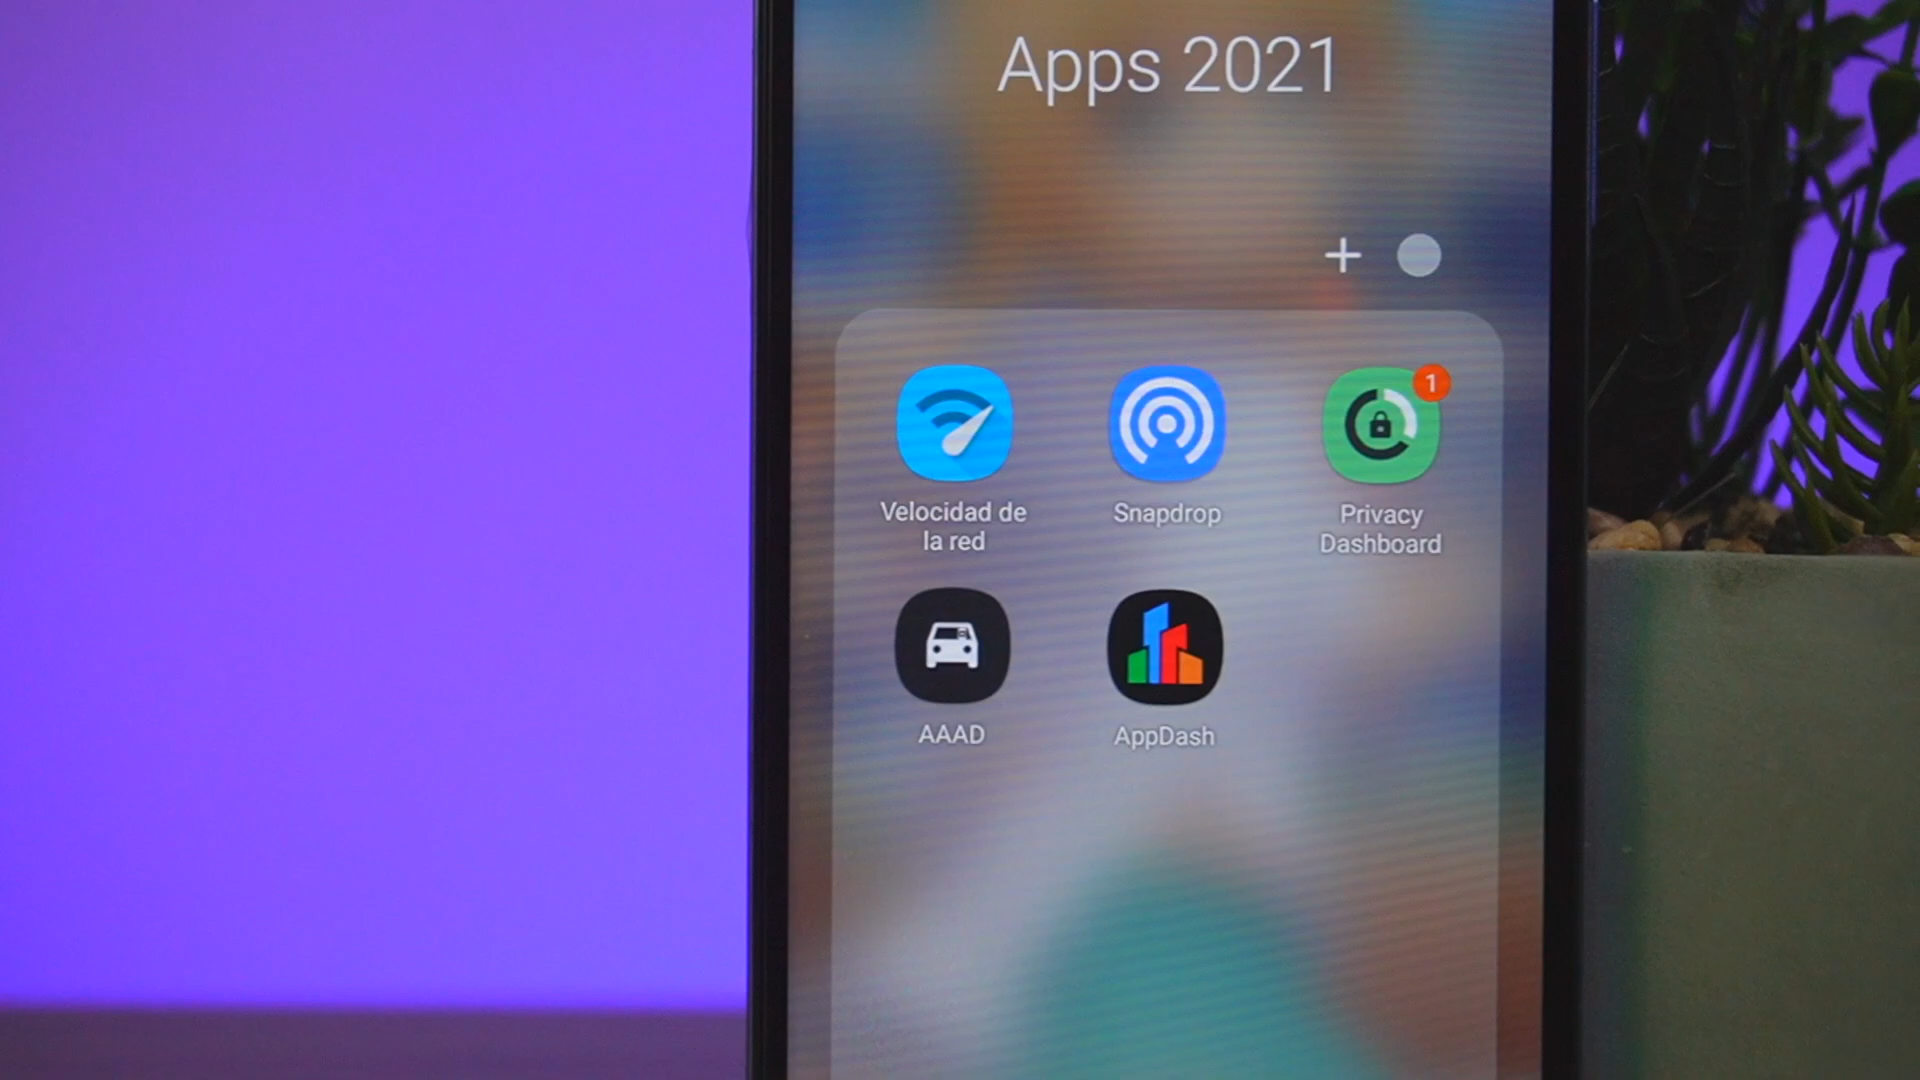 Apps 2021
+
1
Velocidad de
la red
Snapdrop
Privacy
Dashboard
AAAD
AppDash